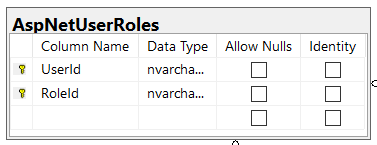 AspNetUserRoles
Column Name Data Type Allow Nulls Identity
UserId nvarcha...
RoleId nvarcha...